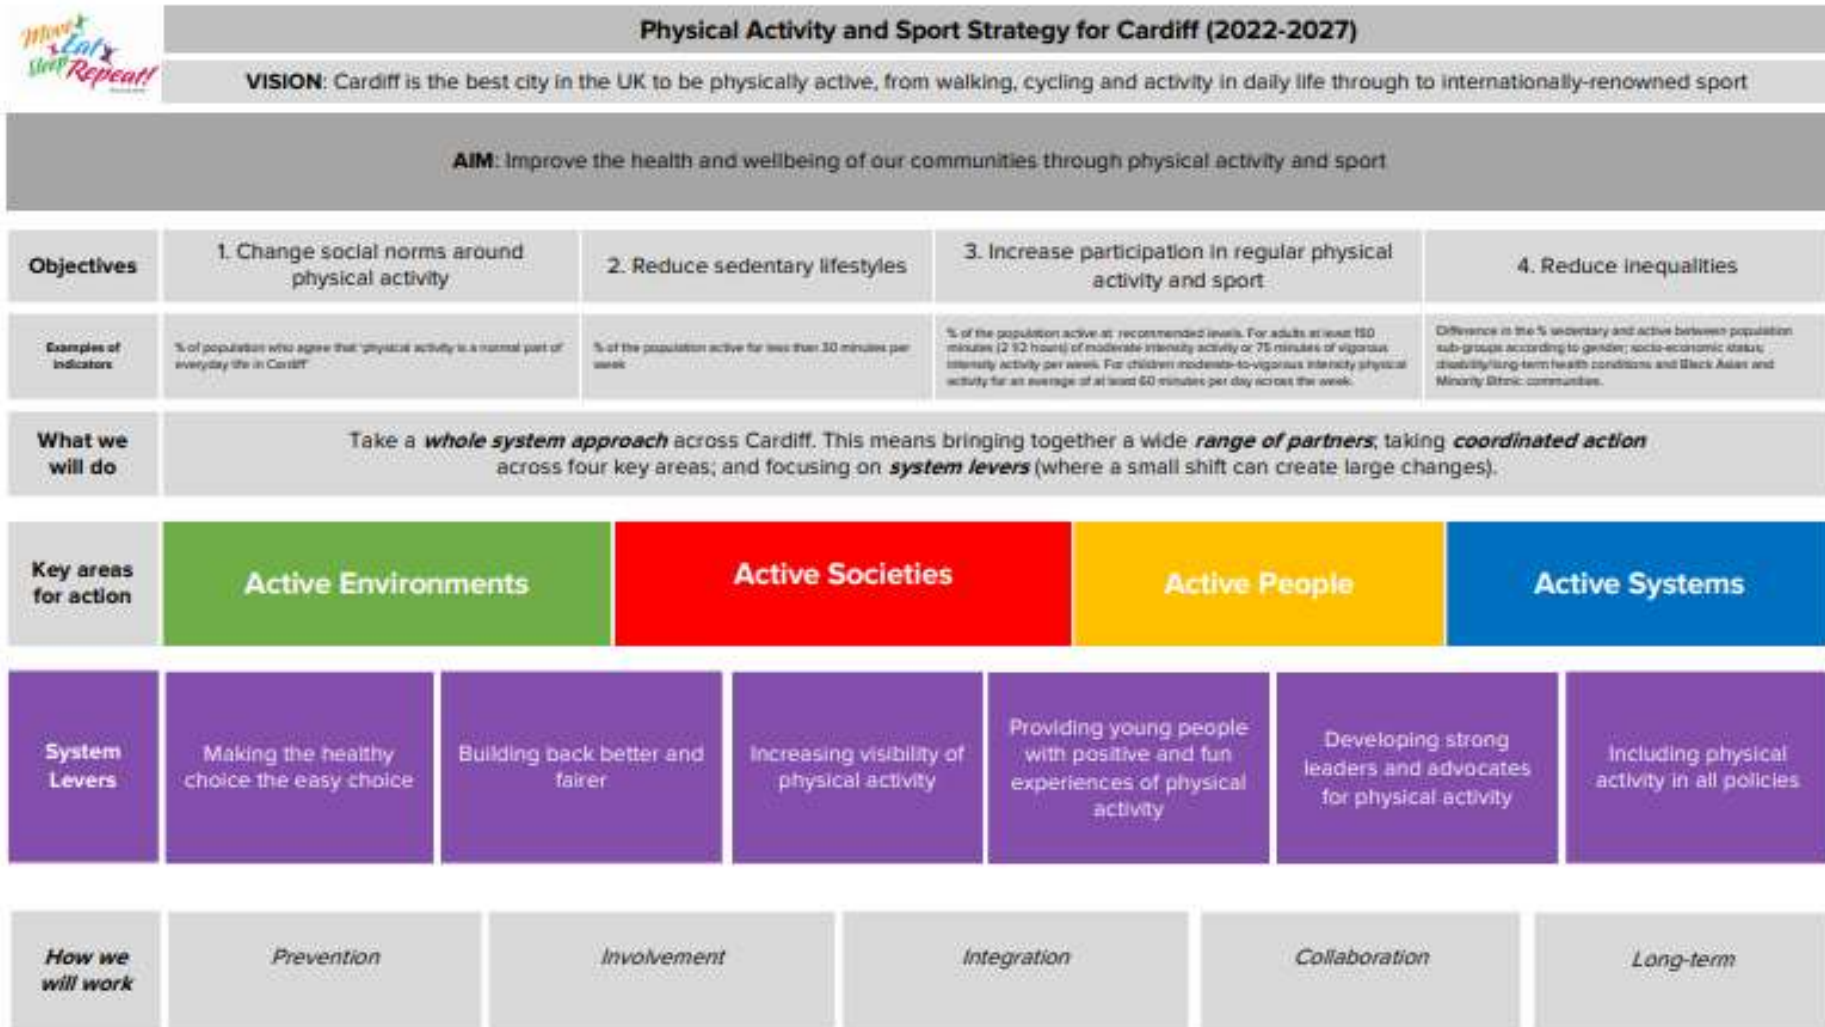 Move
Eat
Sleep Repeat!
Physical Activity and Sport Strategy for Cardiff (2022-2027)
VISION: Cardiff is the best city in the UK to be physically active, from walking, cycling and activity in daily life through to internationally-renowned sport
AIM: Improve the health and wellbeing of our communities through physical activity and sport
Objectives
1. Change social norms around
physical activity
2. Reduce sedentary lifestyles
3. Increase participation in regular physical
activity and sport
4. Reduce inequalities
Examples of
indicators
% of population who agree that 'physical activity is a normal part of
everyday life in Cardiff'
% of the population active for less than 30 minutes per
week
% of the population active at recommended levels. For adults at least 150
minutes (2 1/2 hours) of moderate intensity activity or 75 minutes of vigorous
intensity activity per week. For children moderate-to-vigorous intensity physical
activity for an average of at least 60 minutes per day across the week.
Difference in the % sedentary and active between population
sub-groups according to gender; socio-economic status;
disability/long-term health conditions and Black Asian and
Minority Ethnic communities.
What we
will do
Take a whole system approach across Cardiff. This means bringing together a wide range of partners; taking coordinated action
across four key areas; and focusing on system levers (where a small shift can create large changes).
Key areas
for action
Active Environments
Active Societies
Active People
Active Systems
System
Levers
Making the healthy
choice the easy choice
Building back better and
fairer
Increasing visibility of
physical activity
Providing young people
with positive and fun
experiences of physical
activity
Developing strong
leaders and advocates
for physical activity
Including physical
activity in all policies
How we
will work
Prevention
Involvement
Integration
Collaboration
Long-term